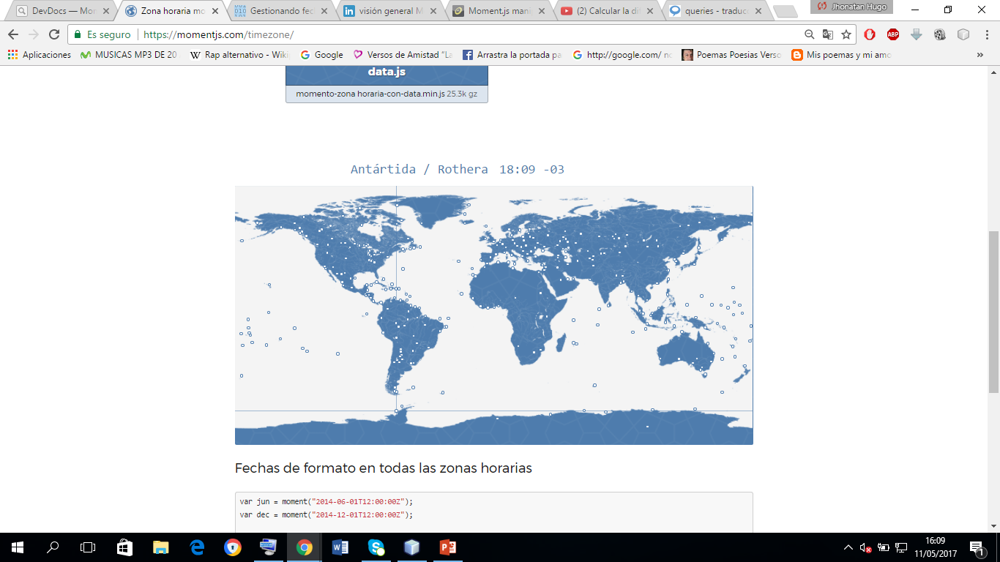 DevDocs — Mon
Zona horaria mo
Gestionando fec
visión general M
Moment.js mani
(2) Calcular la dif
queries - traducc
Jhonatan Hugo
Es seguro https://momentjs.com/timezone/
Aplicaciones
MUSICAS MP3 DE 20
Rap alternativo - Wiki
Google
Versos de Amistad "La
Arrastra la portada pa
http://google.com/ no
Poemas Poesias Verso
Mis poemas y mi amo
»
data.js
momento-zona horaria-con-data.min.js 25.3k gz
Antártida / Rothera 18:09 -03
Fechas de formato en todas las zonas horarias
var jun = moment("2014-06-01T12:00:00Z");
var dec = moment("2014-12-01T12:00:00Z");
16:09
11/05/2017
1